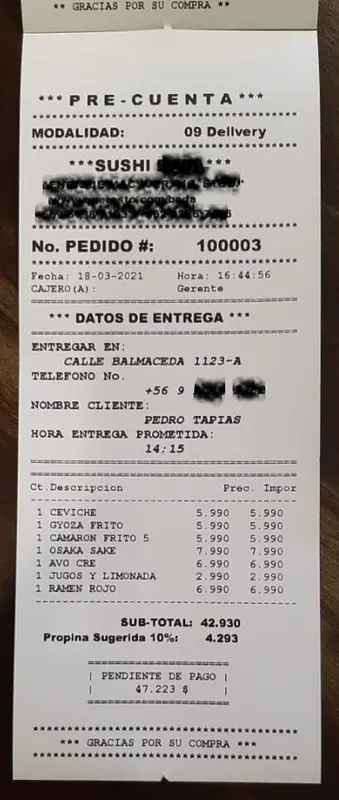 ** GRACIAS POR SU COMPRA **
***PRE-CUENTA***
MODALIDAD: 09 Delivery
***SUSHI ***
No. PEDIDO #: 100003
Fecha: 18-03-2021 Hora: 16:44:56
CAJERO(A): Gerente
*** DATOS DE ENTREGA ***
ENTREGAR EN:
CALLE BALMACEDA 1123-A
TELEFONO No.
+56 9
NOMBRE CLIENTE:
PEDRO TAPIAS
HORA ENTREGA PROMETIDA:
14:15
Ct.Descripcion Prec. Impor
1 CEVICHE 5.990 5.990
1 GYOZA FRITO 5.990 5.990
1 CAMARON FRITO 5 5.990 5.990
1 OSAKA SAKE 7.990 7.990
1 AVO CRE 6.990 6.990
1 JUGOS Y LIMONADA 2.990 2.990
1 RAMEN ROJO 6.990 6.990
SUB-TOTAL: 42.930
Propina Sugerida 10%: 4.293
| PENDIENTE DE PAGO |
| 47.223 $ |
*** GRACIAS POR SU COMPRA ***